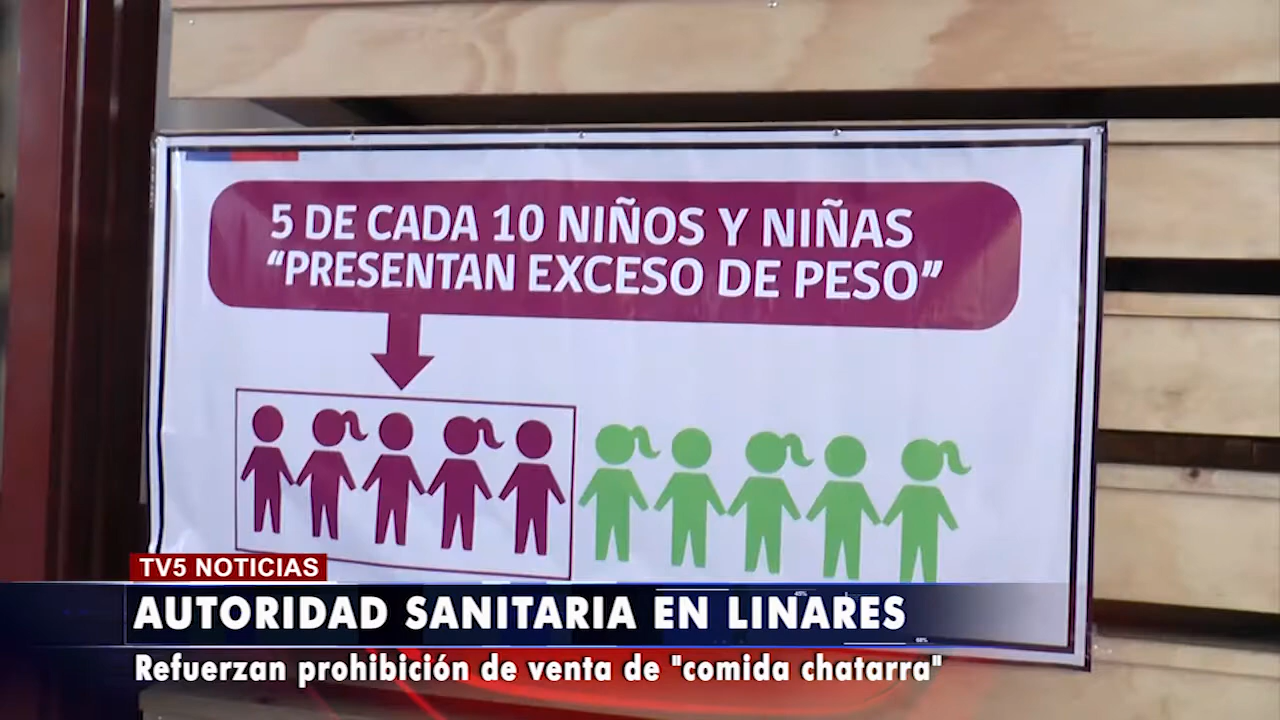 5 DE CADA 10 NIÑOS Y NIÑAS
“PRESENTAN EXCESO DE PESO”
TV5 NOTICIAS
AUTORIDAD SANITARIA EN LINARES
Refuerzan prohibición de venta de "comida chatarra"